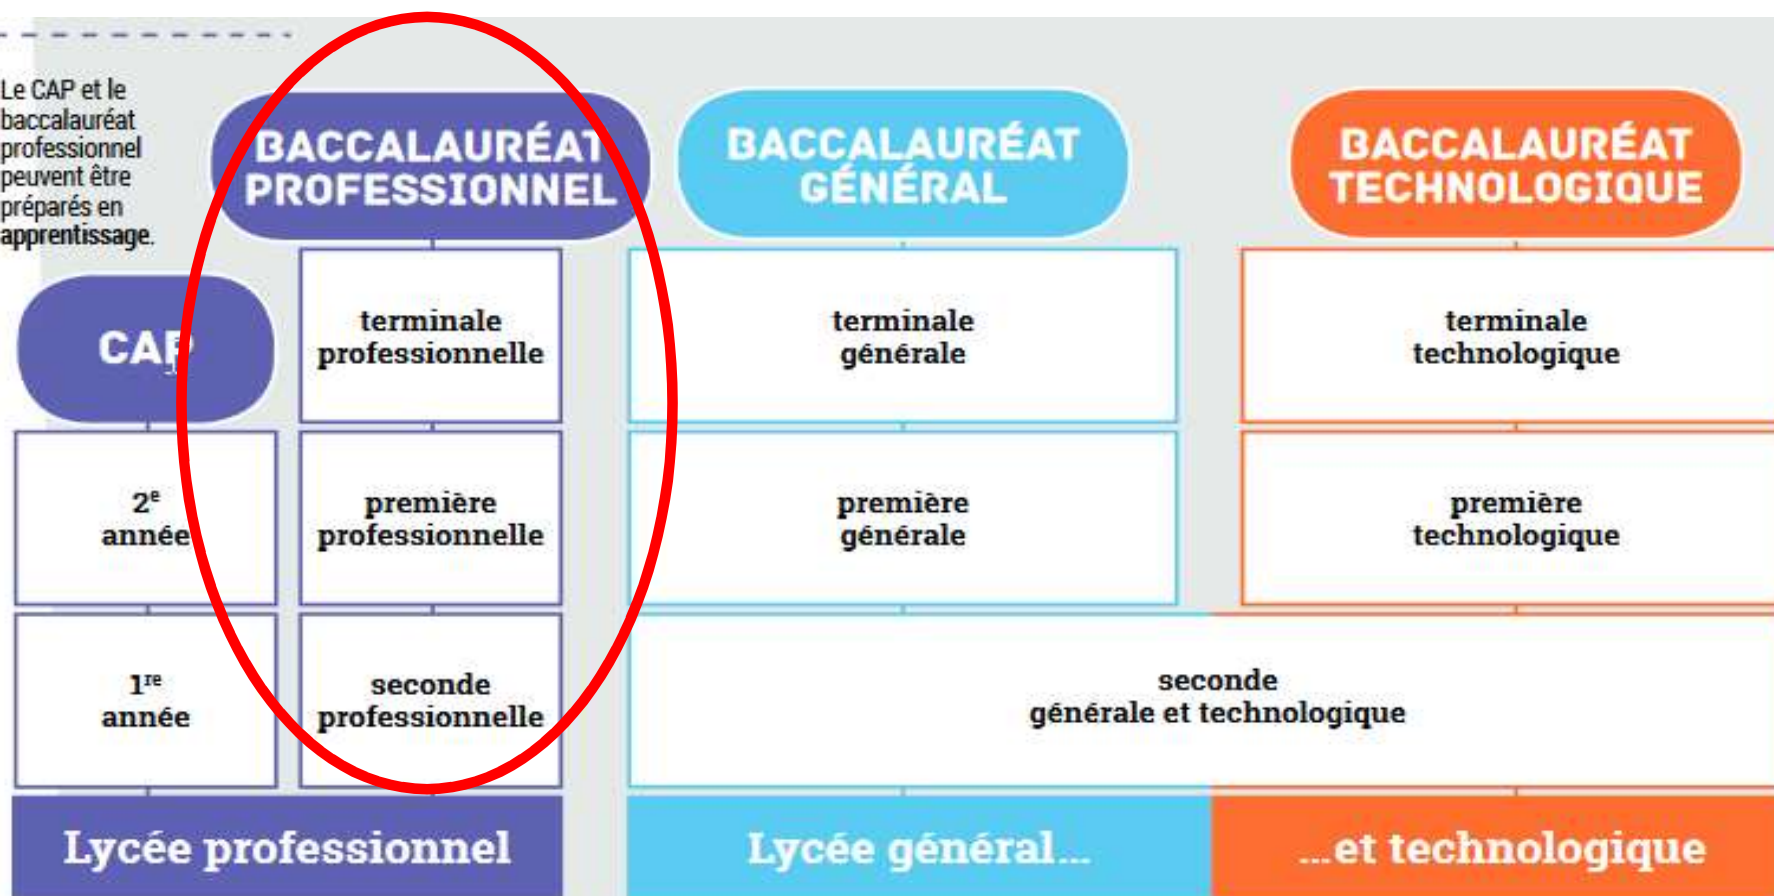 Le CAP et le
baccalauréat
professionnel
peuvent être
préparés en
apprentissage.
BACCALAURÉAT
PROFESSIONNEL
BACCALAURÉAT
GÉNÉRAL
BACCALAURÉAT
TECHNOLOGIQUE
CAP
terminale
professionnelle
terminale
générale
terminale
technologique
2e
année
première
professionnelle
première
générale
première
technologique
1re
année
seconde
professionnelle
seconde
générale et technologique
Lycée professionnel
Lycée général...
...et technologique